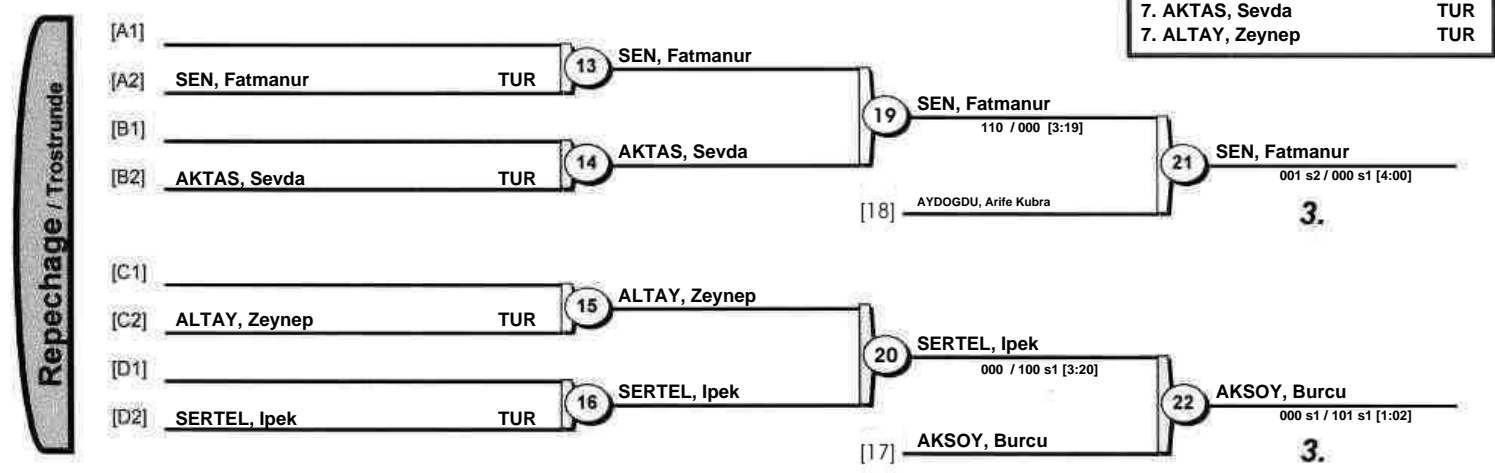 7. AKTAS, Sevda TUR
7. ALTAY, Zeynep TUR
Repechage / Trostrunde
[A1]
[A2] SEN, Fatmanur TUR
13 SEN, Fatmanur
[B1]
[B2] AKTAS, Sevda TUR
14 AKTAS, Sevda
19 SEN, Fatmanur
110 / 000 [3:19]
[18] AYDOGDU, Arife Kubra
21 SEN, Fatmanur
001 s2 / 000 s1 [4:00]
3.
[C1]
[C2] ALTAY, Zeynep TUR
15 ALTAY, Zeynep
[D1]
[D2] SERTEL, Ipek TUR
16 SERTEL, Ipek
20 SERTEL, Ipek
000 / 100 s1 [3:20]
[17] AKSOY, Burcu
22 AKSOY, Burcu
000 s1 / 101 s1 [1:02]
3.